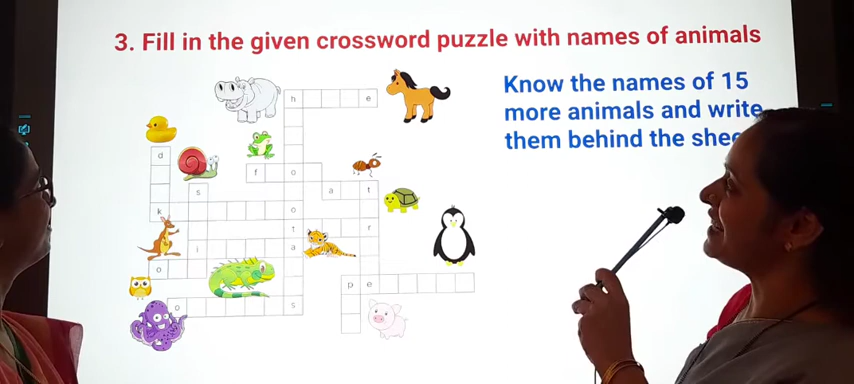 3. Fill in the given crossword puzzle with names of animals
Know the names of 15
more animals and write
them behind the
h e
d
f o
s a t
k o
t r
i a
o
p e
o s